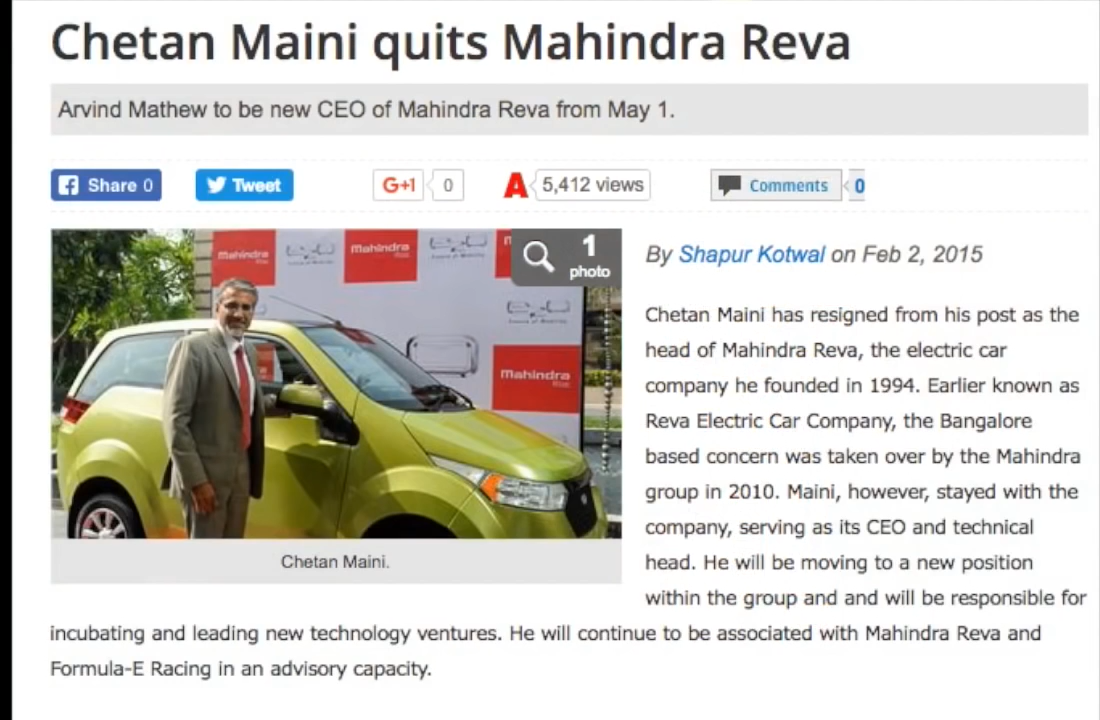 Chetan Maini quits Mahindra Reva
Arvind Mathew to be new CEO of Mahindra Reva from May 1.
Share 0
Tweet
G+1
0
A
5,412 views
Comments
0
Mahindra
Rise
Mahindra
Rise
1
photo
Mahindra
Rise
Chetan Maini.
By Shapur Kotwal on Feb 2, 2015
Chetan Maini has resigned from his post as the
head of Mahindra Reva, the electric car
company he founded in 1994. Earlier known as
Reva Electric Car Company, the Bangalore
based concern was taken over by the Mahindra
group in 2010. Maini, however, stayed with the
company, serving as its CEO and technical
head. He will be moving to a new position
within the group and and will be responsible for
incubating and leading new technology ventures. He will continue to be associated with Mahindra Reva and
Formula-E Racing in an advisory capacity.